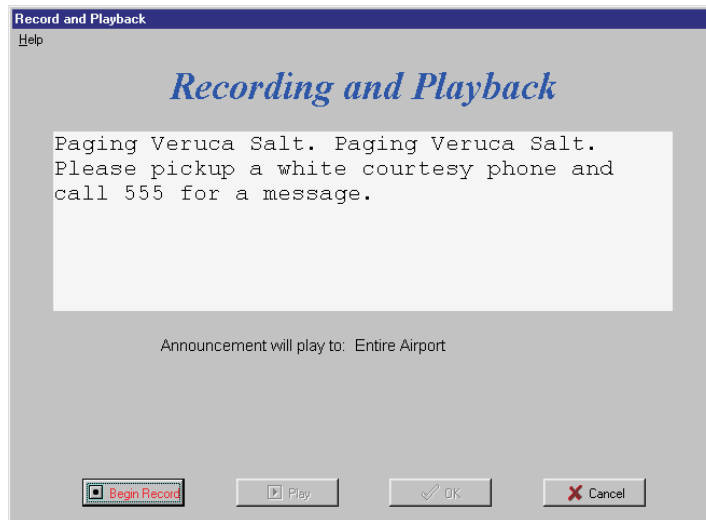 Record and Playback
Help
Recording and Playback
Paging Veruca Salt. Paging Veruca Salt.
Please pickup a white courtesy phone and
call 555 for a message.
Announcement will play to: Entire Airport
Begin Record Play OK Cancel